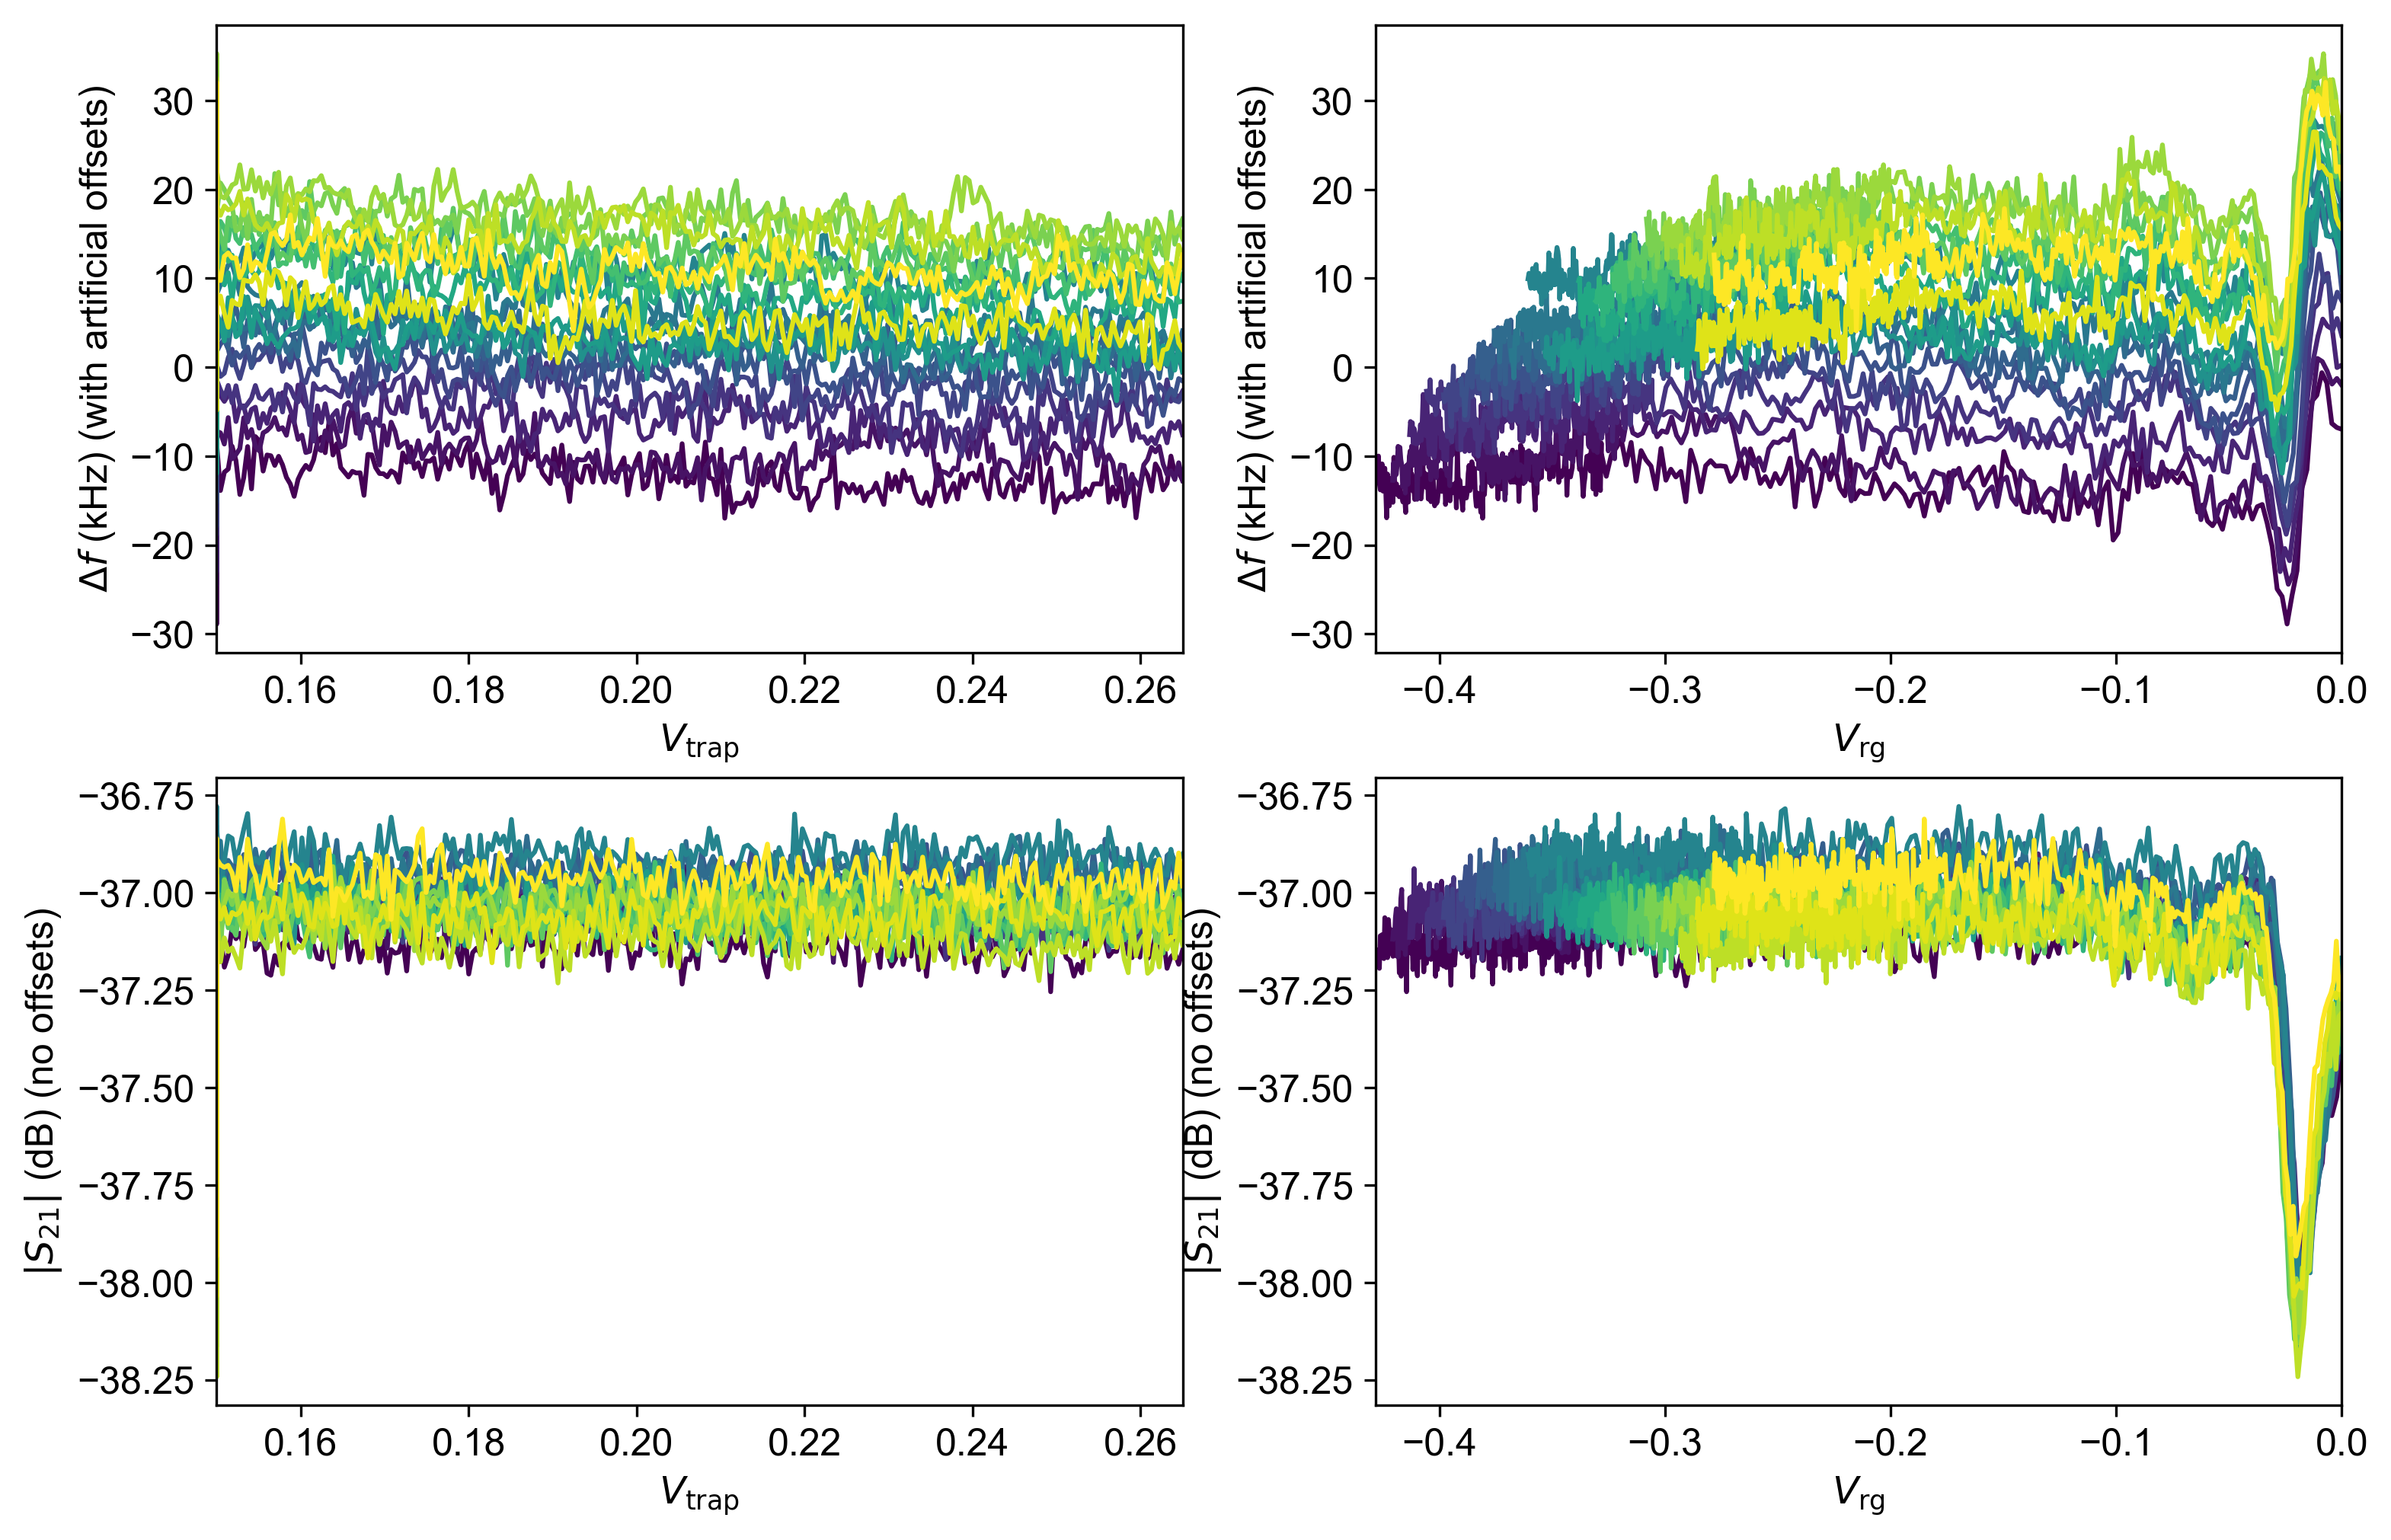 Δf (kHz) (with artificial offsets)
30
20
10
0
−10
−20
−30
0.16 0.18 0.20 0.22 0.24 0.26
V_trap
Δf (kHz) (with artificial offsets)
30
20
10
0
−10
−20
−30
−0.4 −0.3 −0.2 −0.1 0.0
V_rg
|S_21| (dB) (no offsets)
−36.75
−37.00
−37.25
−37.50
−37.75
−38.00
−38.25
0.16 0.18 0.20 0.22 0.24 0.26
V_trap
|S_21| (dB) (no offsets)
−36.75
−37.00
−37.25
−37.50
−37.75
−38.00
−38.25
−0.4 −0.3 −0.2 −0.1 0.0
V_rg